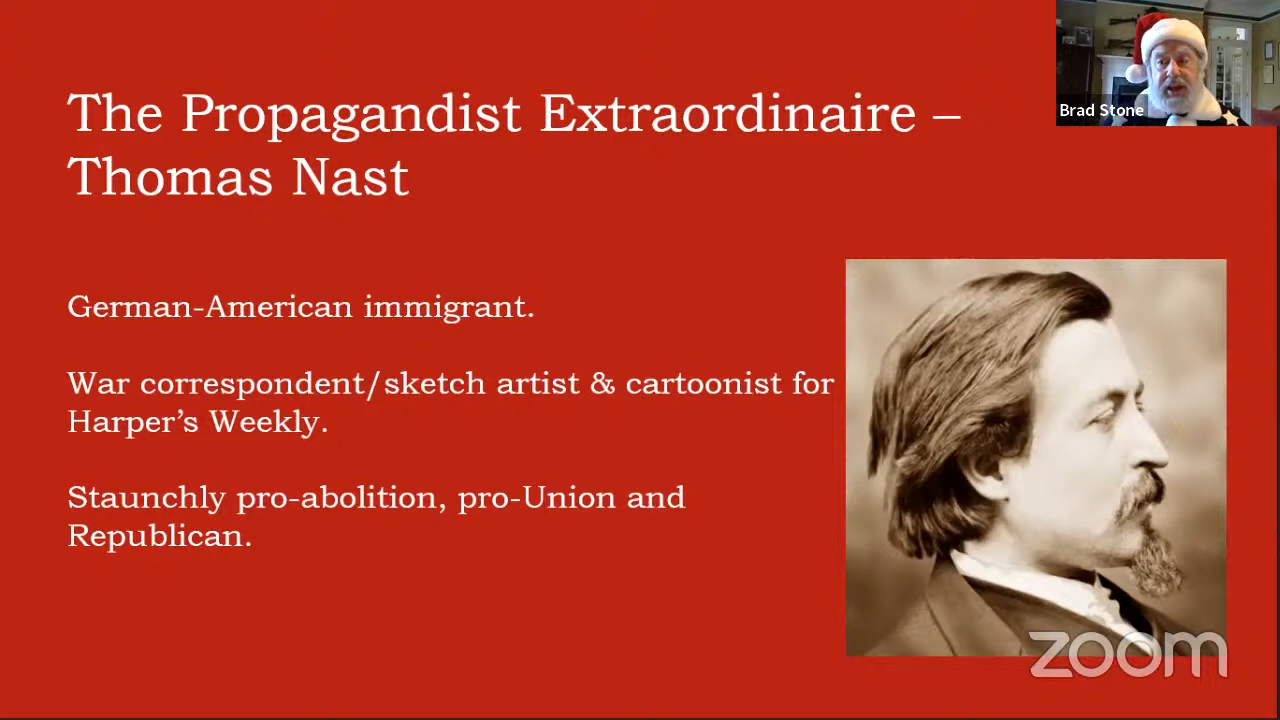 The Propagandist Extraordinaire –
Thomas Nast
German-American immigrant.
War correspondent/sketch artist & cartoonist for
Harper’s Weekly.
Staunchly pro-abolition, pro-Union and
Republican.
Brad Stone
zoom